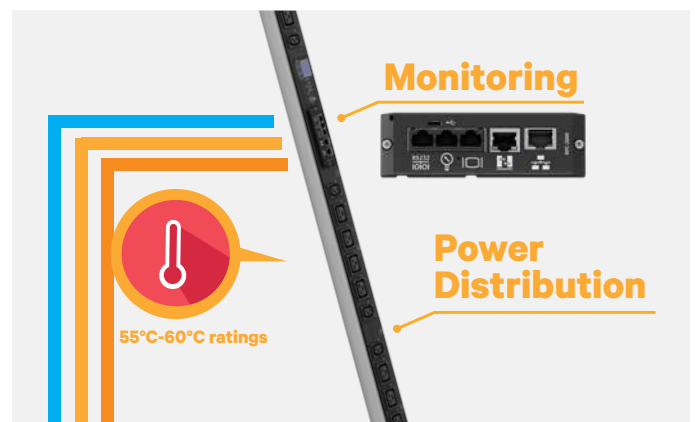 Monitoring
RS232
Power
Distribution
55°C-60°C ratings